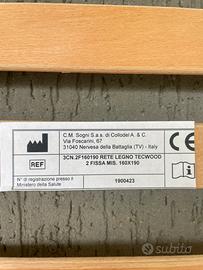 C.M. Sogni S.a.s. di Collodel A. & C.
Via Foscarini, 67
31040 Nervesa della Battaglia (TV) - Italy
CE
REF
3CN.2F160190 RETE LEGNO TECWOOD
2 FISSA MIS. 160X190
N° di registrazione presso il
Ministero della Salute
1900423
subito